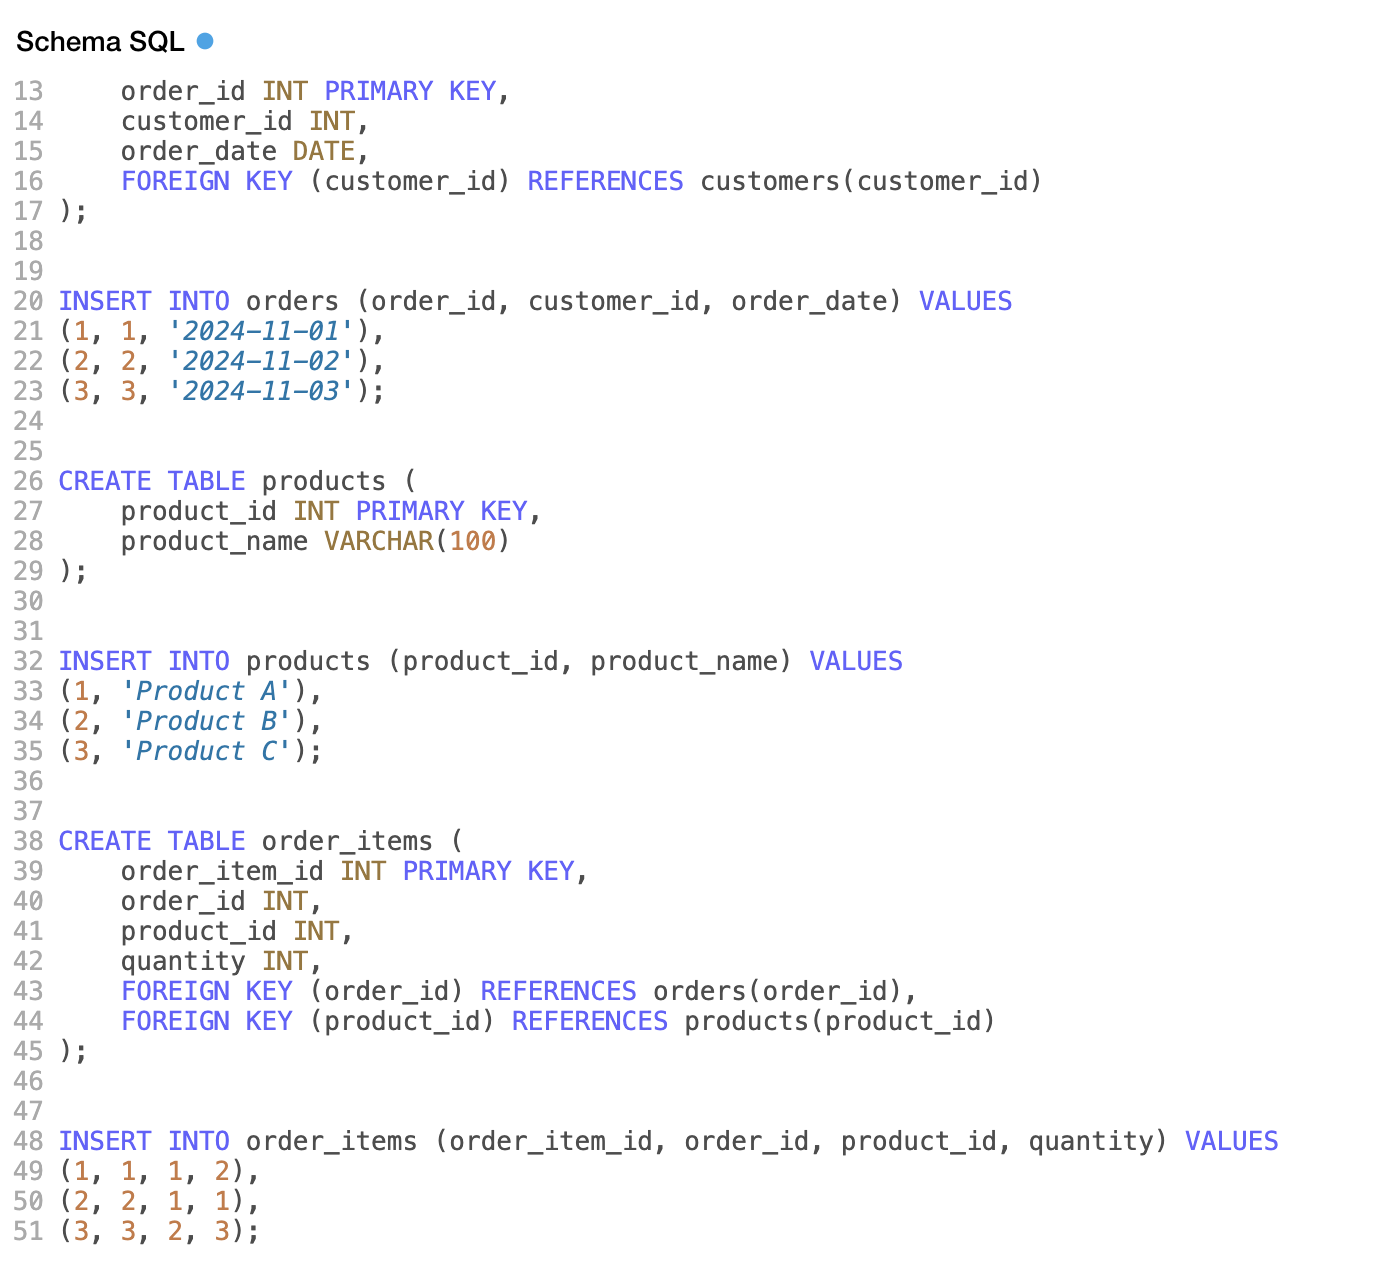 Schema SQL
13     order_id INT PRIMARY KEY,
14     customer_id INT,
15     order_date DATE,
16     FOREIGN KEY (customer_id) REFERENCES customers(customer_id)
17 );
18
19
20 INSERT INTO orders (order_id, customer_id, order_date) VALUES
21 (1, 1, '2024-11-01'),
22 (2, 2, '2024-11-02'),
23 (3, 3, '2024-11-03');
24
25
26 CREATE TABLE products (
27     product_id INT PRIMARY KEY,
28     product_name VARCHAR(100)
29 );
30
31
32 INSERT INTO products (product_id, product_name) VALUES
33 (1, 'Product A'),
34 (2, 'Product B'),
35 (3, 'Product C');
36
37
38 CREATE TABLE order_items (
39     order_item_id INT PRIMARY KEY,
40     order_id INT,
41     product_id INT,
42     quantity INT,
43     FOREIGN KEY (order_id) REFERENCES orders(order_id),
44     FOREIGN KEY (product_id) REFERENCES products(product_id)
45 );
46
47
48 INSERT INTO order_items (order_item_id, order_id, product_id, quantity) VALUES
49 (1, 1, 1, 2),
50 (2, 2, 1, 1),
51 (3, 3, 2, 3);